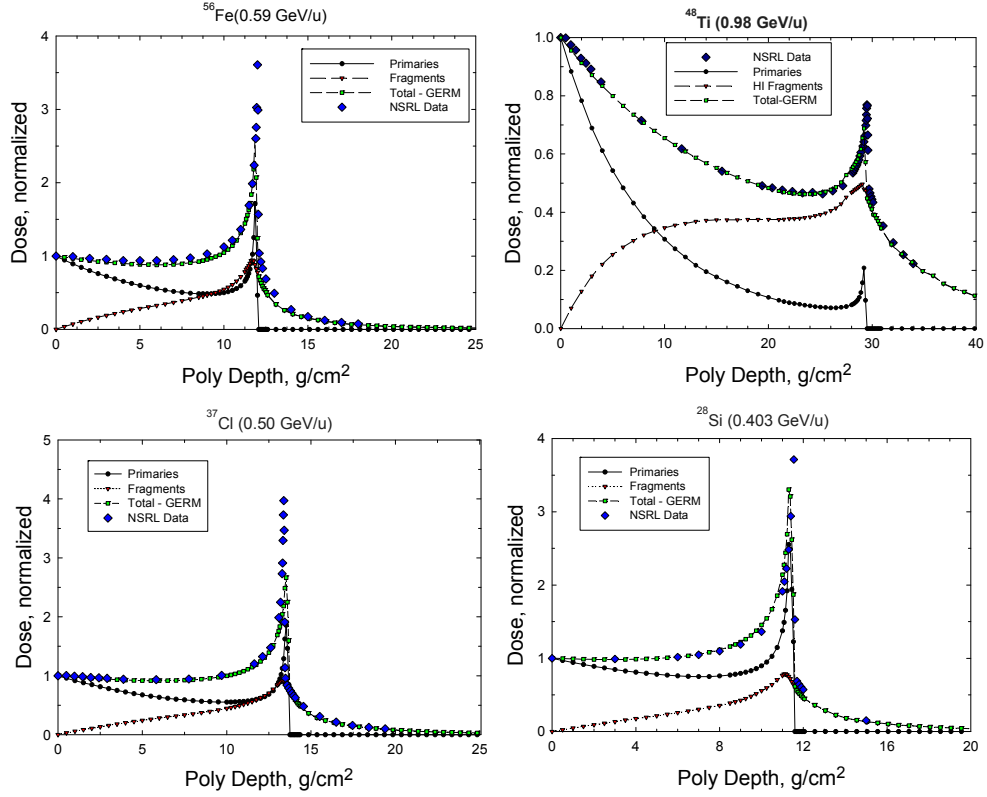 ⁵⁶Fe(0.59 GeV/u)
Dose, normalized
4
3
2
1
0
Primaries
Fragments
Total - GERM
NSRL Data
0 5 10 15 20 25
Poly Depth, g/cm²
⁴⁸Ti (0.98 GeV/u)
Dose, normalized
1.0
0.8
0.6
0.4
0.2
0.0
NSRL Data
Primaries
HI Fragments
Total-GERM
0 10 20 30 40
Poly Depth, g/cm²
³⁷Cl (0.50 GeV/u)
Dose, normalized
5
4
3
2
1
0
Primaries
Fragments
Total - GERM
NSRL Data
0 5 10 15 20 25
Poly Depth, g/cm²
²⁸Si (0.403 GeV/u)
Dose, normalized
4
3
2
1
0
Primaries
Fragments
Total - GERM
NSRL Data
0 4 8 12 16 20
Poly Depth, g/cm²